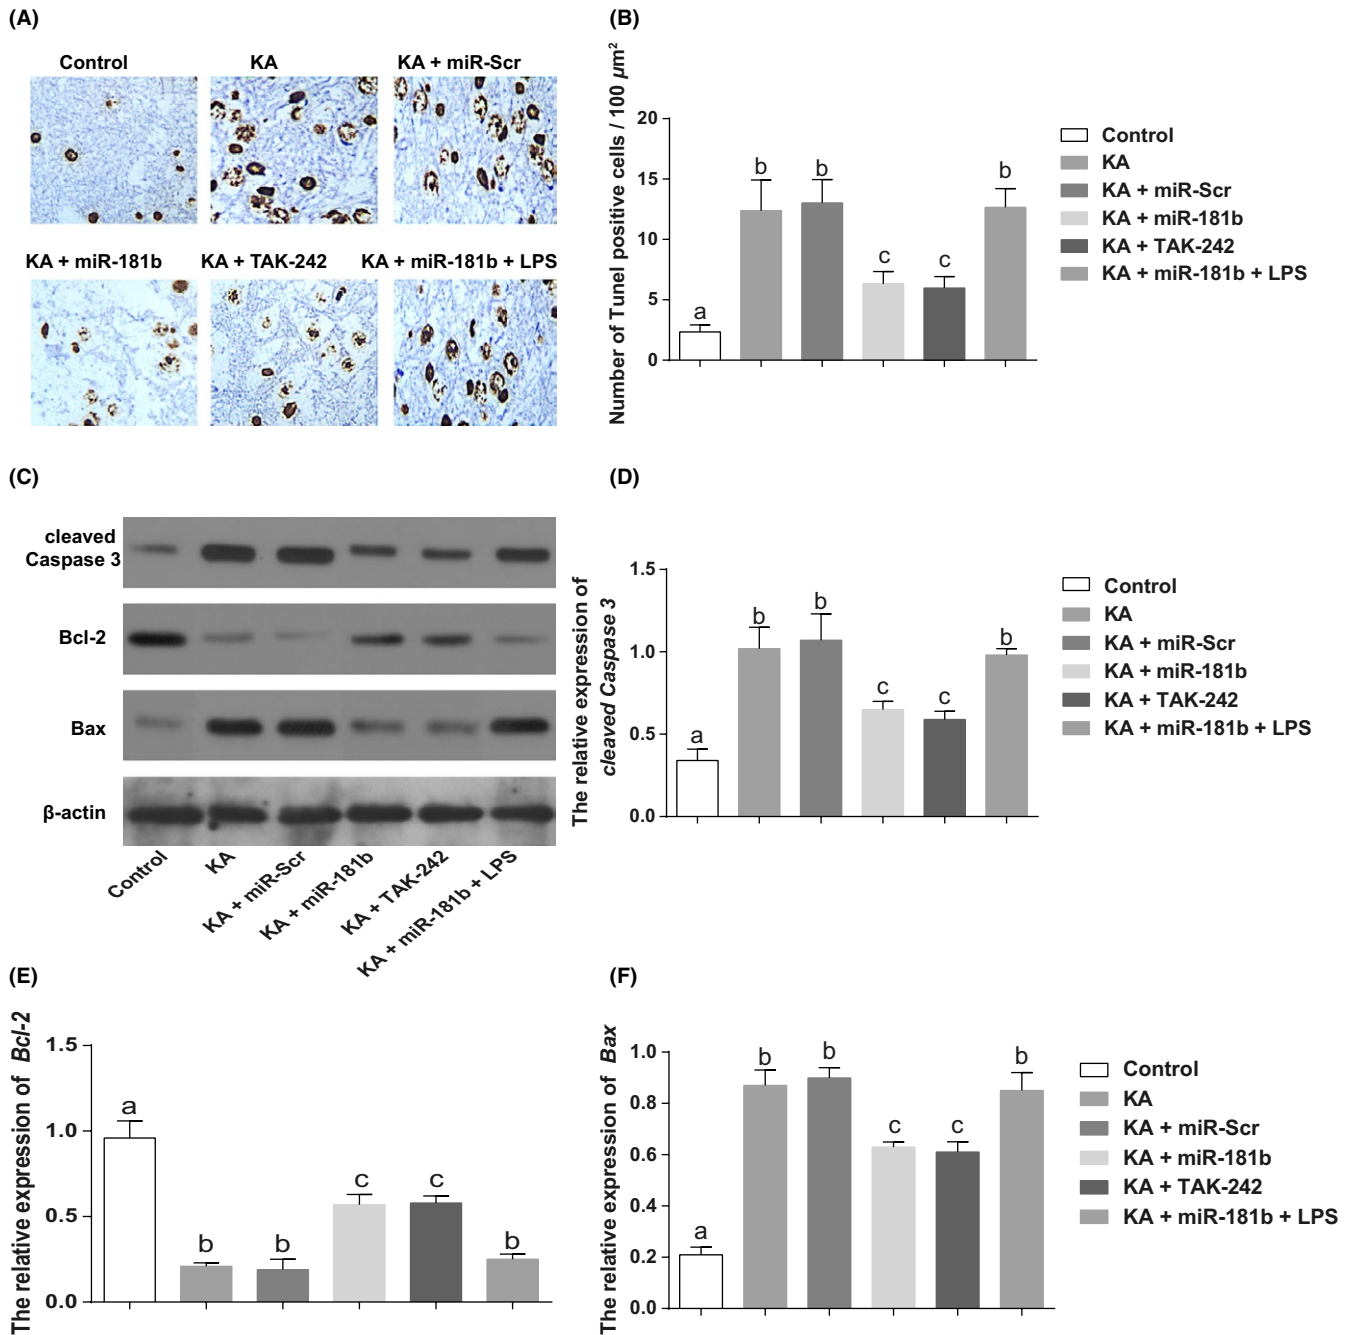 (A)
Control
KA
KA + miR-Scr
KA + miR-181b
KA + TAK-242
KA + miR-181b + LPS
(B)
Number of Tunel positive cells / 100 µm²
20
15
10
5
0
a
b
b
c
c
b
Control
KA
KA + miR-Scr
KA + miR-181b
KA + TAK-242
KA + miR-181b + LPS
(C)
cleaved
Caspase 3
Bcl-2
Bax
β-actin
Control
KA
KA + miR-Scr
KA + miR-181b
KA + TAK-242
KA + miR-181b + LPS
(D)
The relative expression of
cleaved Caspase 3
1.5
1.0
0.5
0.0
a
b
b
c
c
b
Control
KA
KA + miR-Scr
KA + miR-181b
KA + TAK-242
KA + miR-181b + LPS
(E)
The relative expression of Bcl-2
1.5
1.0
0.5
0.0
a
b
b
c
c
b
(F)
The relative expression of Bax
1.0
0.8
0.6
0.4
0.2
0.0
a
b
b
c
c
b
Control
KA
KA + miR-Scr
KA + miR-181b
KA + TAK-242
KA + miR-181b + LPS